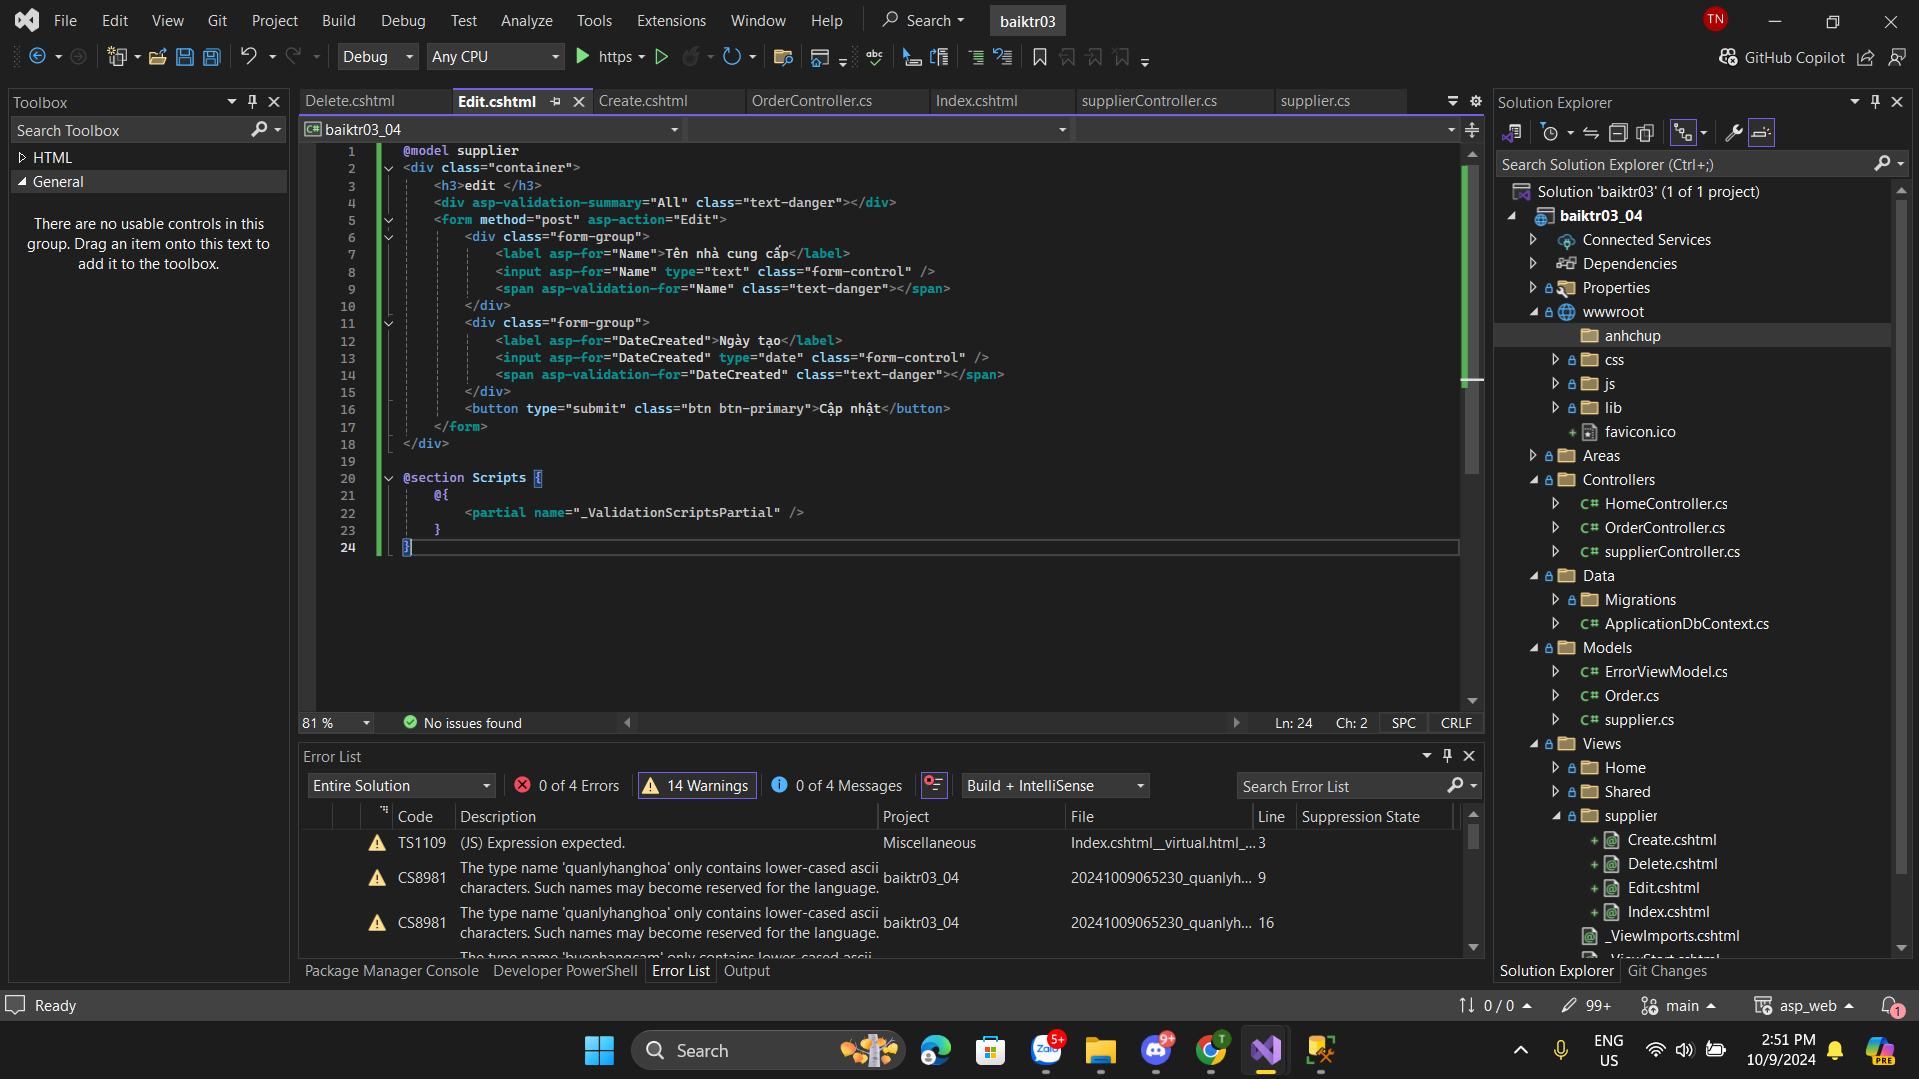 File Edit View Git Project Build Debug Test Analyze Tools Extensions Window Help Search baiktr03 TN
Debug Any CPU https GitHub Copilot
Toolbox
Search Toolbox
HTML
General
There are no usable controls in this
group. Drag an item onto this text to
add it to the toolbox.
Delete.cshtml Edit.cshtml Create.cshtml OrderController.cs Index.cshtml supplierController.cs supplier.cs
baiktr03_04
1 @model supplier
2 <div class="container">
3 <h3>edit </h3>
4 <div asp-validation-summary="All" class="text-danger"></div>
5 <form method="post" asp-action="Edit">
6 <div class="form-group">
7 <label asp-for="Name">Tên nhà cung cấp</label>
8 <input asp-for="Name" type="text" class="form-control" />
9 <span asp-validation-for="Name" class="text-danger"></span>
10 </div>
11 <div class="form-group">
12 <label asp-for="DateCreated">Ngày tạo</label>
13 <input asp-for="DateCreated" type="date" class="form-control" />
14 <span asp-validation-for="DateCreated" class="text-danger"></span>
15 </div>
16 <button type="submit" class="btn btn-primary">Cập nhật</button>
17 </form>
18 </div>
19
20 @section Scripts {
21 @{
22 <partial name="_ValidationScriptsPartial" />
23 }
24 }
81 % No issues found Ln: 24 Ch: 2 SPC CRLF
Error List
Entire Solution 0 of 4 Errors 14 Warnings 0 of 4 Messages Build + IntelliSense Search Error List
Code Description Project File Line Suppression State
TS1109 (JS) Expression expected. Miscellaneous Index.cshtml__virtual.html_... 3
CS8981 The type name 'quanlyhanghoa' only contains lower-cased ascii characters. Such names may become reserved for the language. baiktr03_04 20241009065230_quanlyh... 9
CS8981 The type name 'quanlyhanghoa' only contains lower-cased ascii characters. Such names may become reserved for the language. baiktr03_04 20241009065230_quanlyh... 16
The type name 'buonhangcam' only contains lower-cased ascii
Package Manager Console Developer PowerShell Error List Output
Solution Explorer
Search Solution Explorer (Ctrl+;)
Solution 'baiktr03' (1 of 1 project)
baiktr03_04
Connected Services
Dependencies
Properties
wwwroot
anhchup
css
js
lib
favicon.ico
Areas
Controllers
C# HomeController.cs
C# OrderController.cs
C# supplierController.cs
Data
Migrations
C# ApplicationDbContext.cs
Models
C# ErrorViewModel.cs
C# Order.cs
C# supplier.cs
Views
Home
Shared
supplier
Create.cshtml
Delete.cshtml
Edit.cshtml
Index.cshtml
_ViewImports.cshtml
_ViewStart.cshtml
Solution Explorer Git Changes
Ready 0 / 0 99+ main asp_web 1
Search Zalo 5+ 9+ T ENG
US 2:51 PM
10/9/2024 PRE